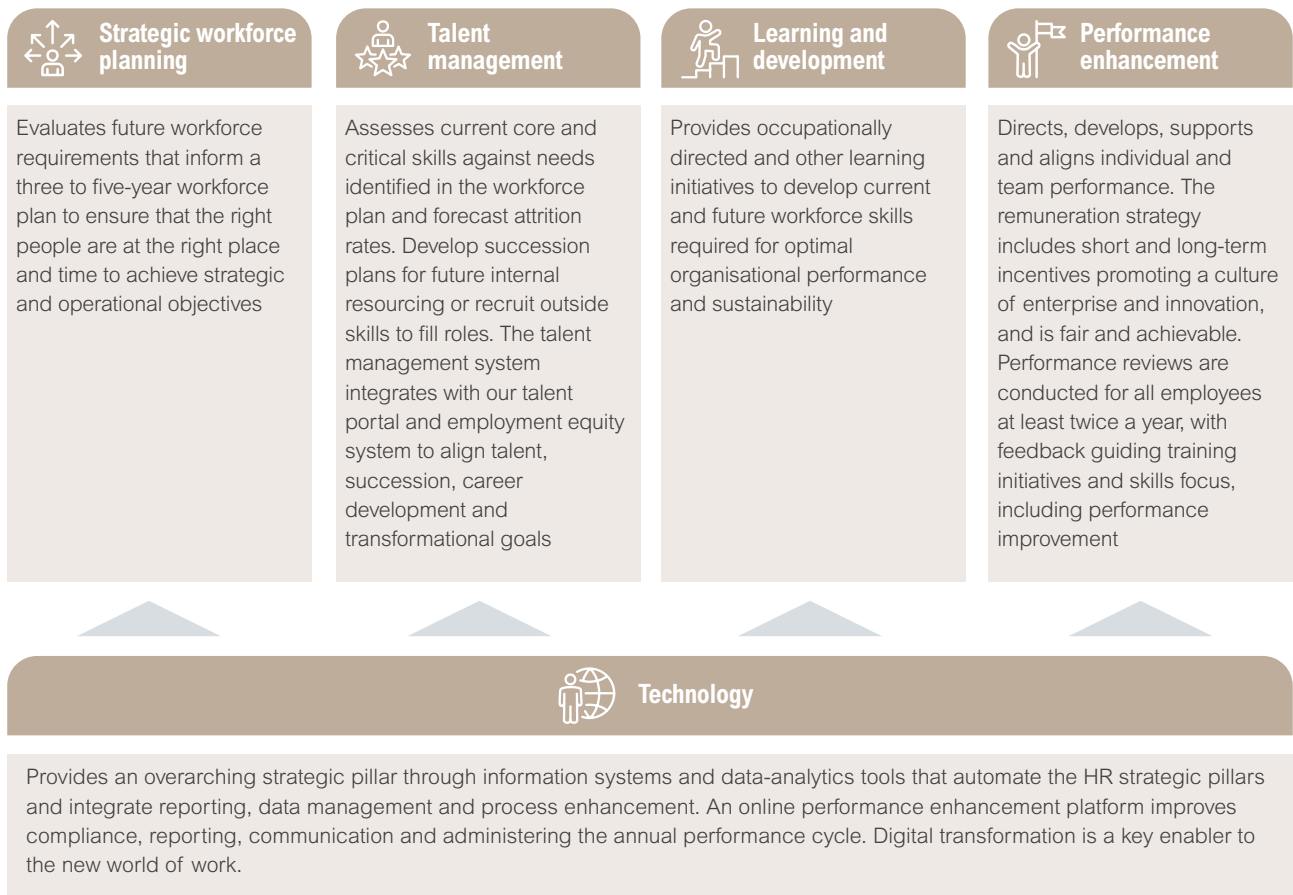 Strategic workforce
planning
Evaluates future workforce
requirements that inform a
three to five-year workforce
plan to ensure that the right
people are at the right place
and time to achieve strategic
and operational objectives
Talent
management
Assesses current core and
critical skills against needs
identified in the workforce
plan and forecast attrition
rates. Develop succession
plans for future internal
resourcing or recruit outside
skills to fill roles. The talent
management system
integrates with our talent
portal and employment equity
system to align talent,
succession, career
development and
transformational goals
Learning and
development
Provides occupationally
directed and other learning
initiatives to develop current
and future workforce skills
required for optimal
organisational performance
and sustainability
Performance
enhancement
Directs, develops, supports
and aligns individual and
team performance. The
remuneration strategy
includes short and long-term
incentives promoting a culture
of enterprise and innovation,
and is fair and achievable.
Performance reviews are
conducted for all employees
at least twice a year, with
feedback guiding training
initiatives and skills focus,
including performance
improvement
Technology
Provides an overarching strategic pillar through information systems and data-analytics tools that automate the HR strategic pillars
and integrate reporting, data management and process enhancement. An online performance enhancement platform improves
compliance, reporting, communication and administering the annual performance cycle. Digital transformation is a key enabler to
the new world of work.